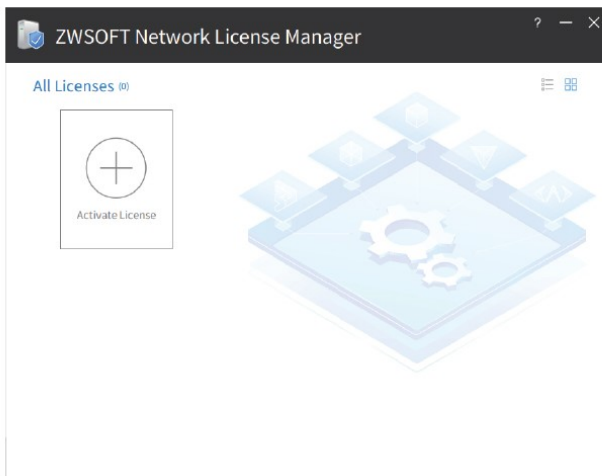 ZWSOFT Network License Manager
?
All Licenses (0)
Activate License